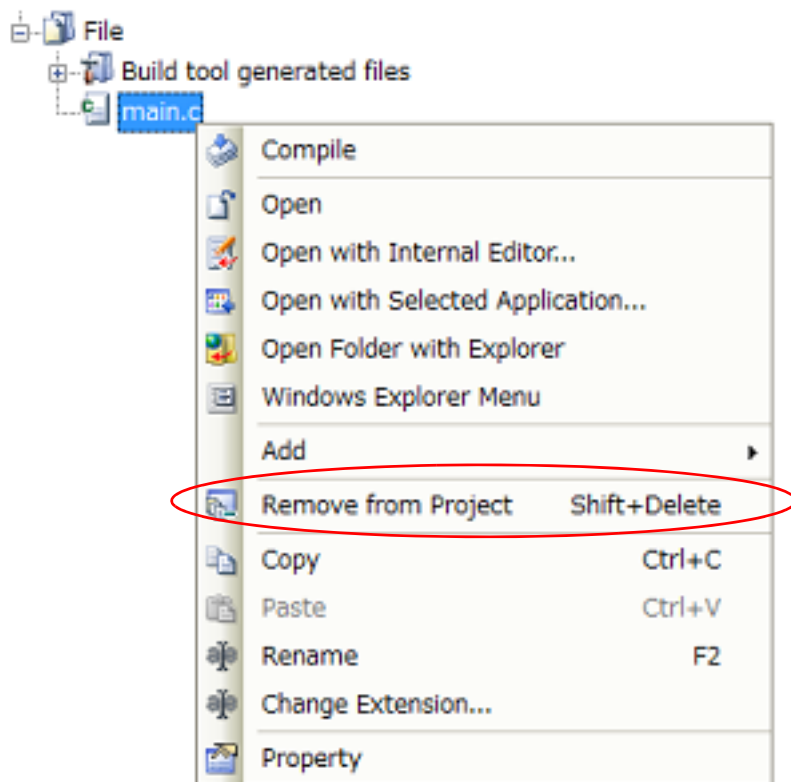 File
Build tool generated files
main.c
Compile
Open
Open with Internal Editor...
Open with Selected Application...
Open Folder with Explorer
Windows Explorer Menu
Add
Remove from Project Shift+Delete
Copy Ctrl+C
Paste Ctrl+V
Rename F2
Change Extension...
Property